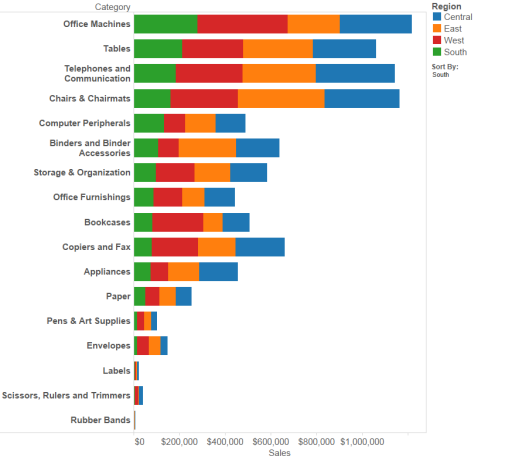 Category
Office Machines
Tables
Telephones and
Communication
Chairs & Chairmats
Computer Peripherals
Binders and Binder
Accessories
Storage & Organization
Office Furnishings
Bookcases
Copiers and Fax
Appliances
Paper
Pens & Art Supplies
Envelopes
Labels
Scissors, Rulers and Trimmers
Rubber Bands
$0 $200,000 $400,000 $600,000 $800,000 $1,000,000
Sales
Region
Central
East
West
South
Sort By:
South